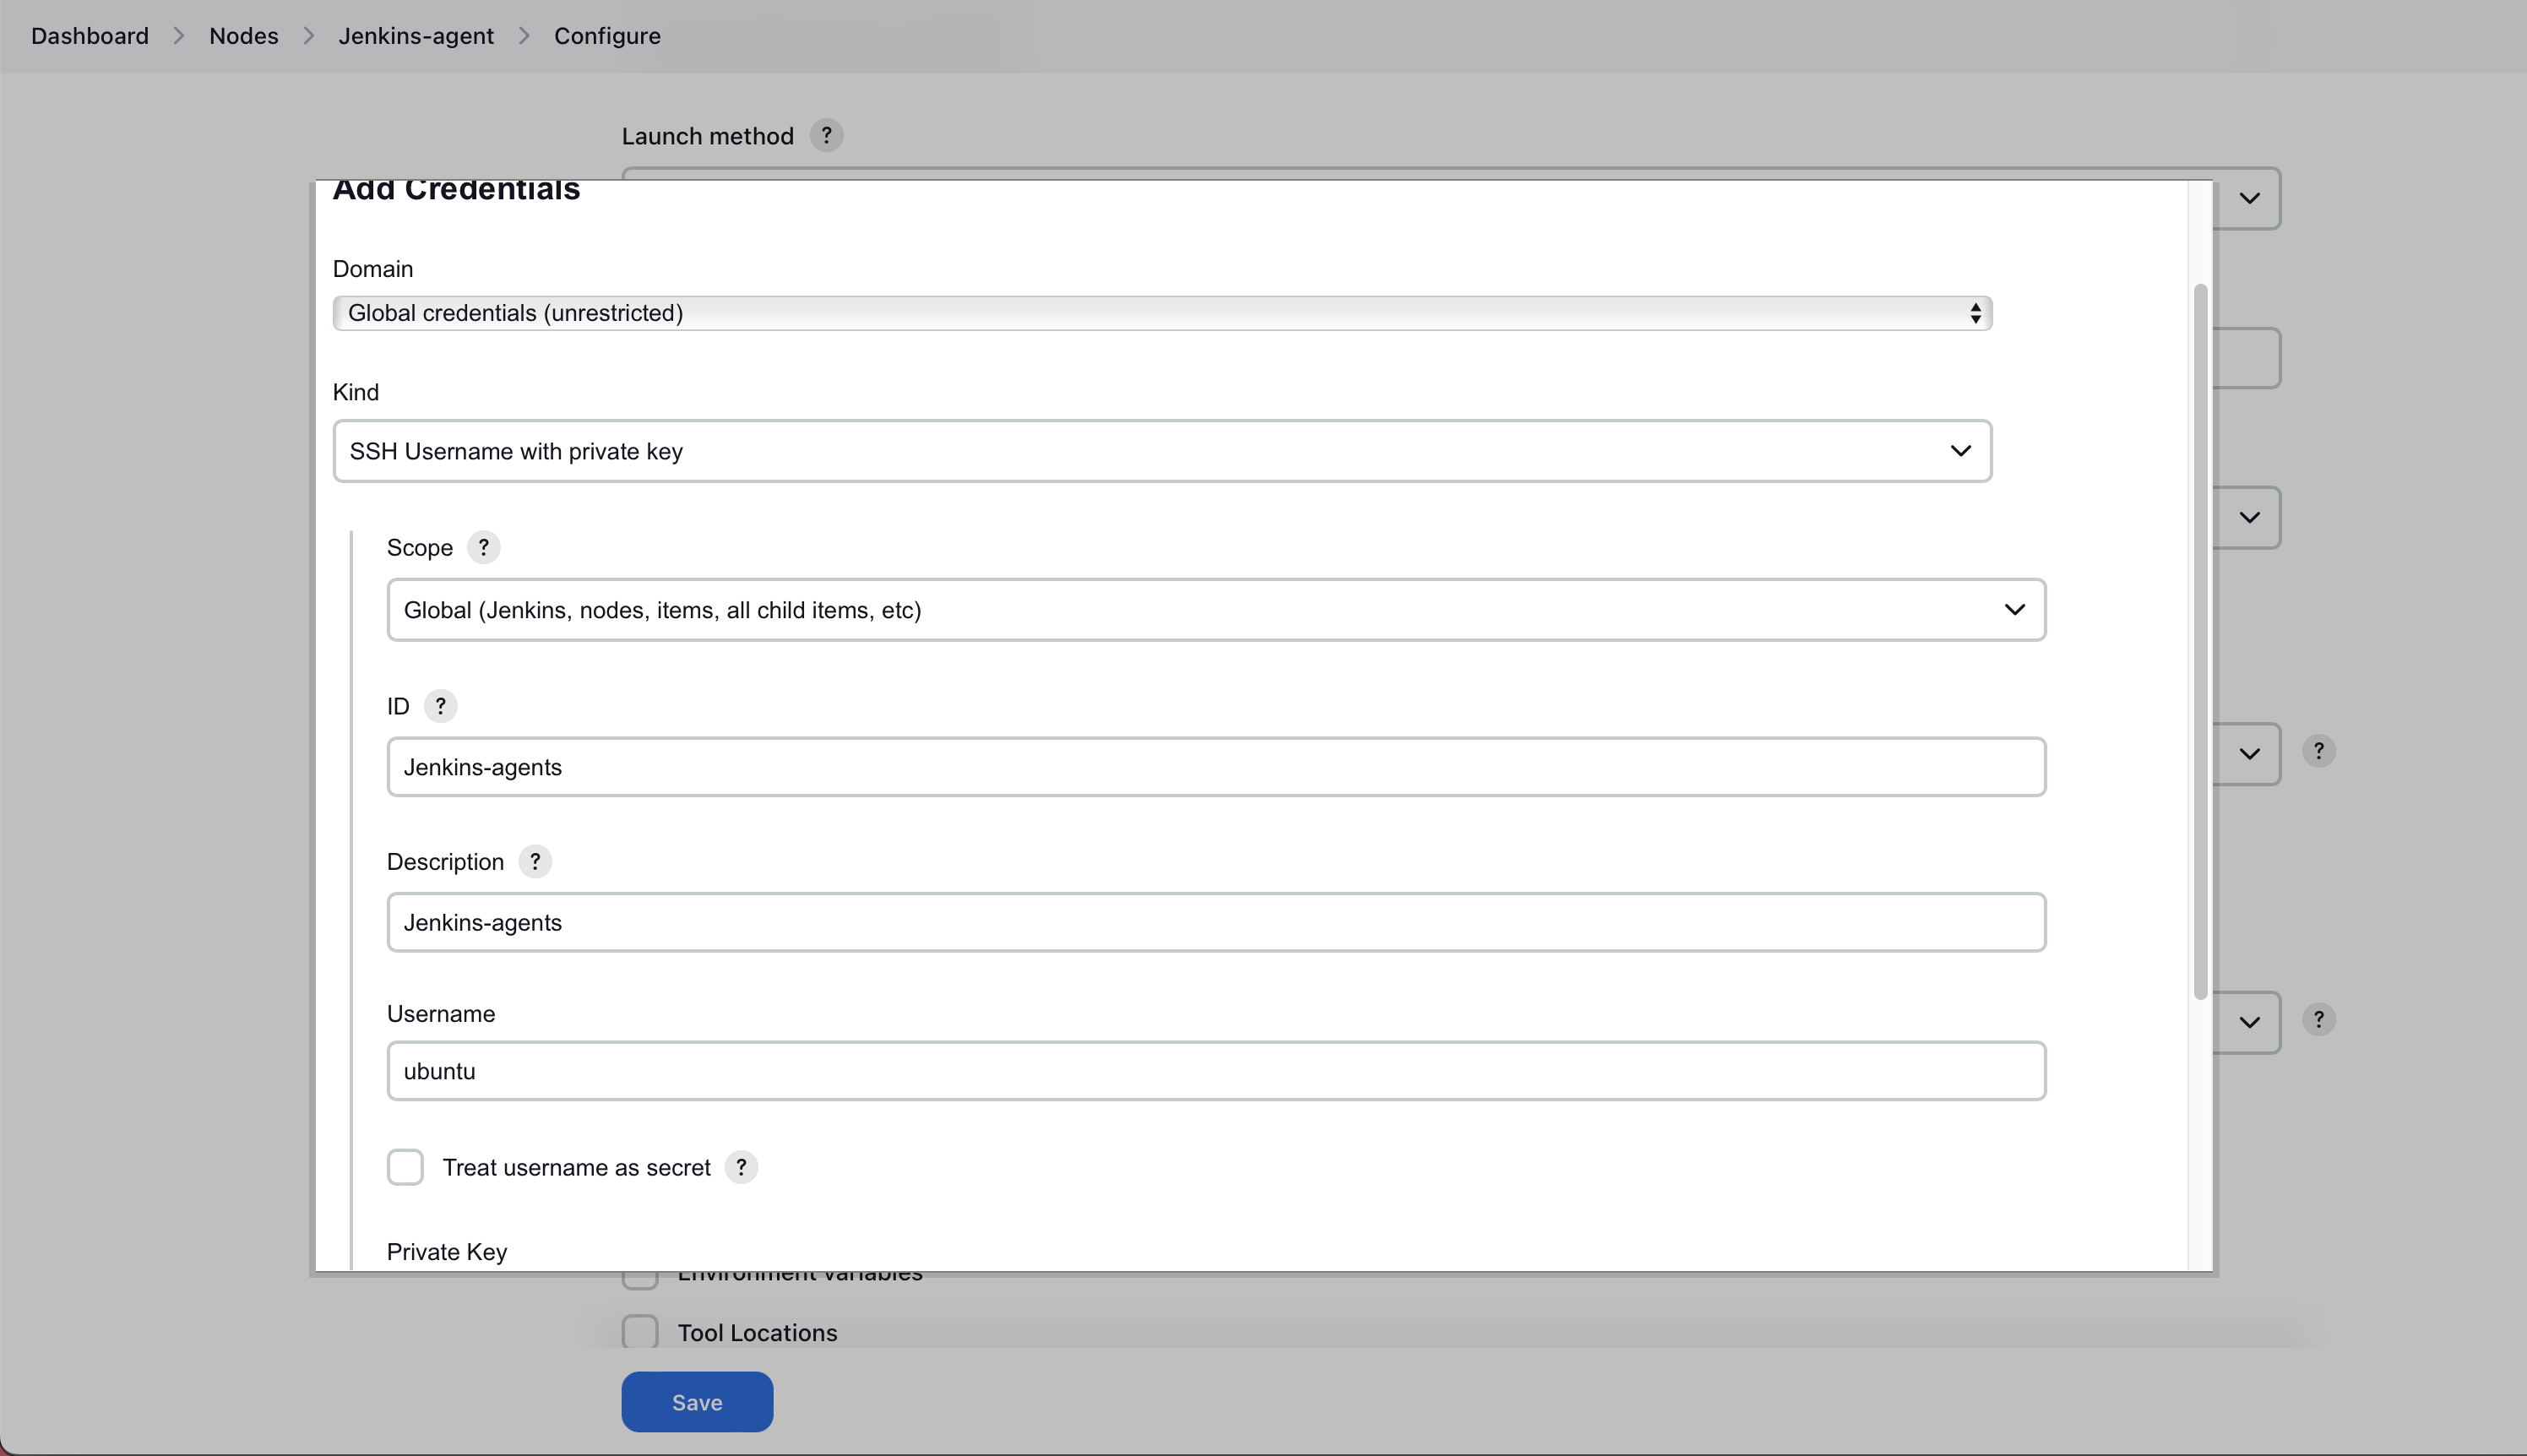 Dashboard > Nodes > Jenkins-agent > Configure
Launch method ?
Add Credentials
Domain
Global credentials (unrestricted)
Kind
SSH Username with private key
Scope ?
Global (Jenkins, nodes, items, all child items, etc)
ID ?
Jenkins-agents
?
Description ?
Jenkins-agents
Username
?
ubuntu
Treat username as secret ?
Private Key
Environment variables
Tool Locations
Save